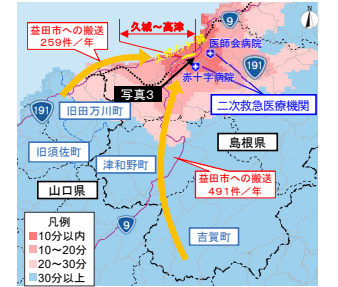 益田市への搬送
259件／年
久城～高津
9
N
医師会病院
191
赤十字病院
写真3
二次救急医療機関
191
旧田万川町
旧須佐町
島根県
津和野町
益田市への搬送
491件／年
山口県
9
吉賀町
凡例
10分以内
10～20分
20～30分
30分以上